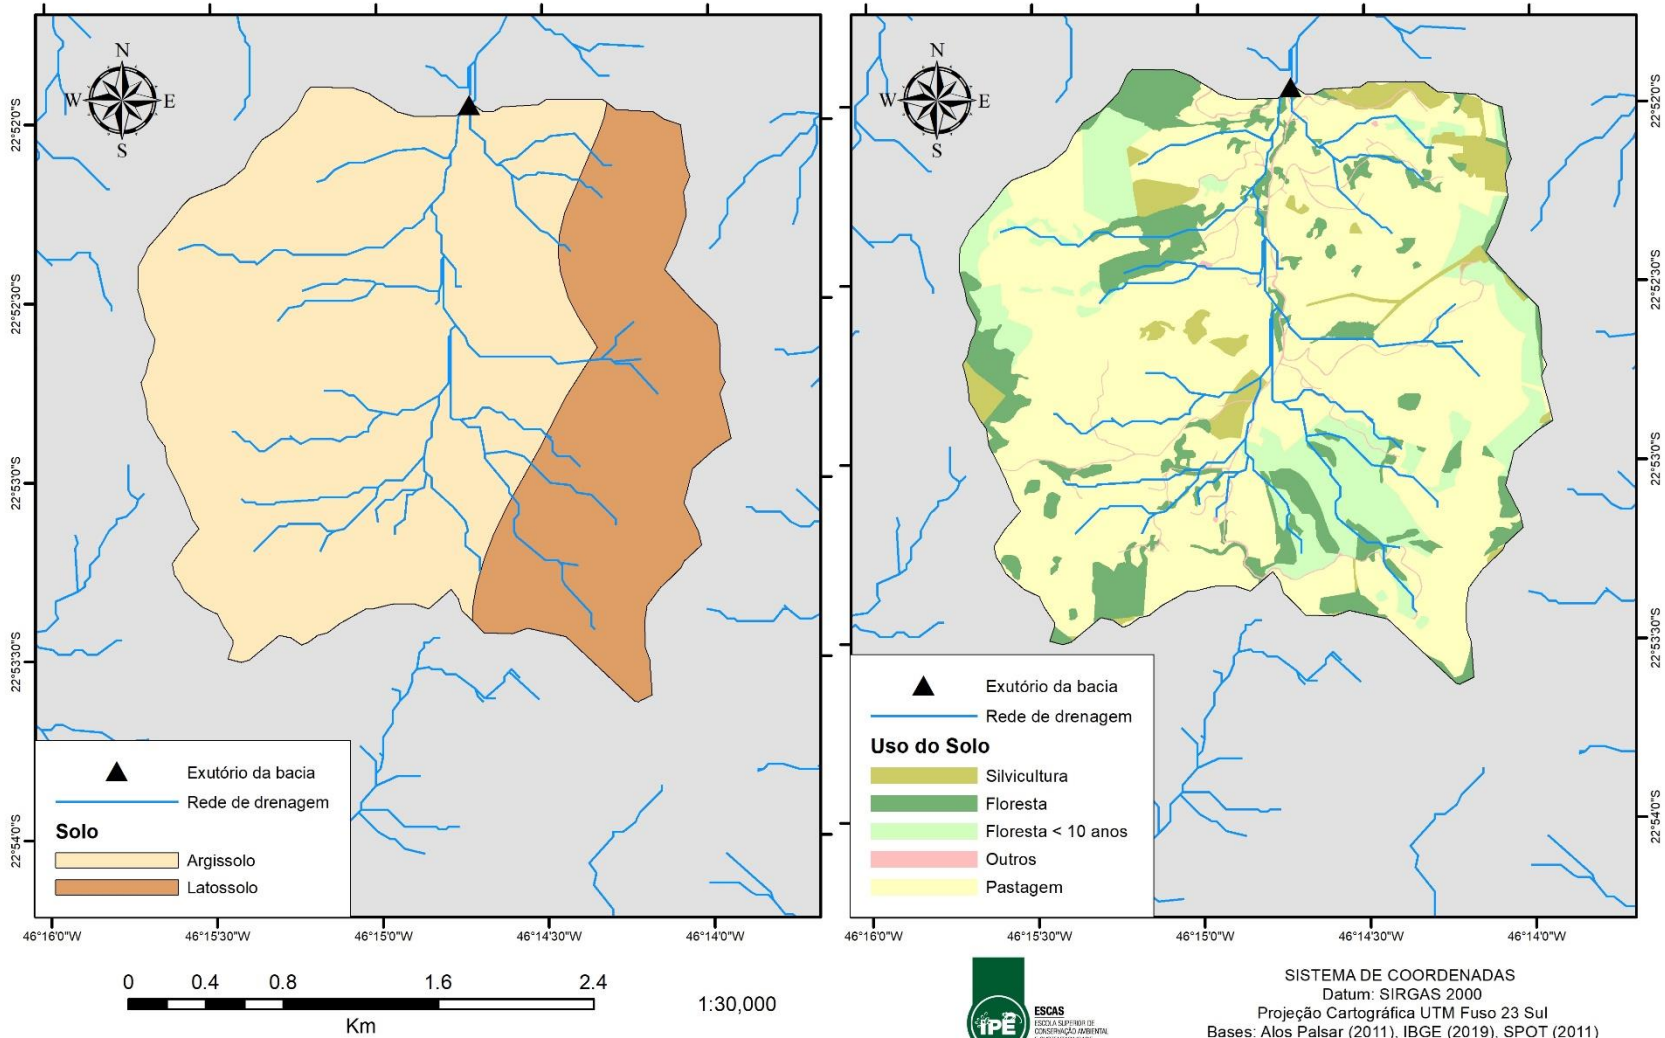 N
W E
S
N
W E
S
22°52'0"S
22°52'30"S
22°53'0"S
22°53'30"S
22°54'0"S
22°52'0"S
22°52'30"S
22°53'0"S
22°53'30"S
22°54'0"S
Exutório da bacia
Rede de drenagem
Solo
Argissolo
Latossolo
Exutório da bacia
Rede de drenagem
Uso do Solo
Silvicultura
Floresta
Floresta < 10 anos
Outros
Pastagem
46°16'0"W 46°15'30"W 46°15'0"W 46°14'30"W 46°14'0"W
46°16'0"W 46°15'30"W 46°15'0"W 46°14'30"W 46°14'0"W
0 0.4 0.8 1.6 2.4
Km
1:30,000
IPÊ
ESCAS
ESCOLA SUPERIOR DE
CONSERVAÇÃO AMBIENTAL
SISTEMA DE COORDENADAS
Datum: SIRGAS 2000
Projeção Cartográfica UTM Fuso 23 Sul
Bases: Alos Palsar (2011), IBGE (2019), SPOT (2011)